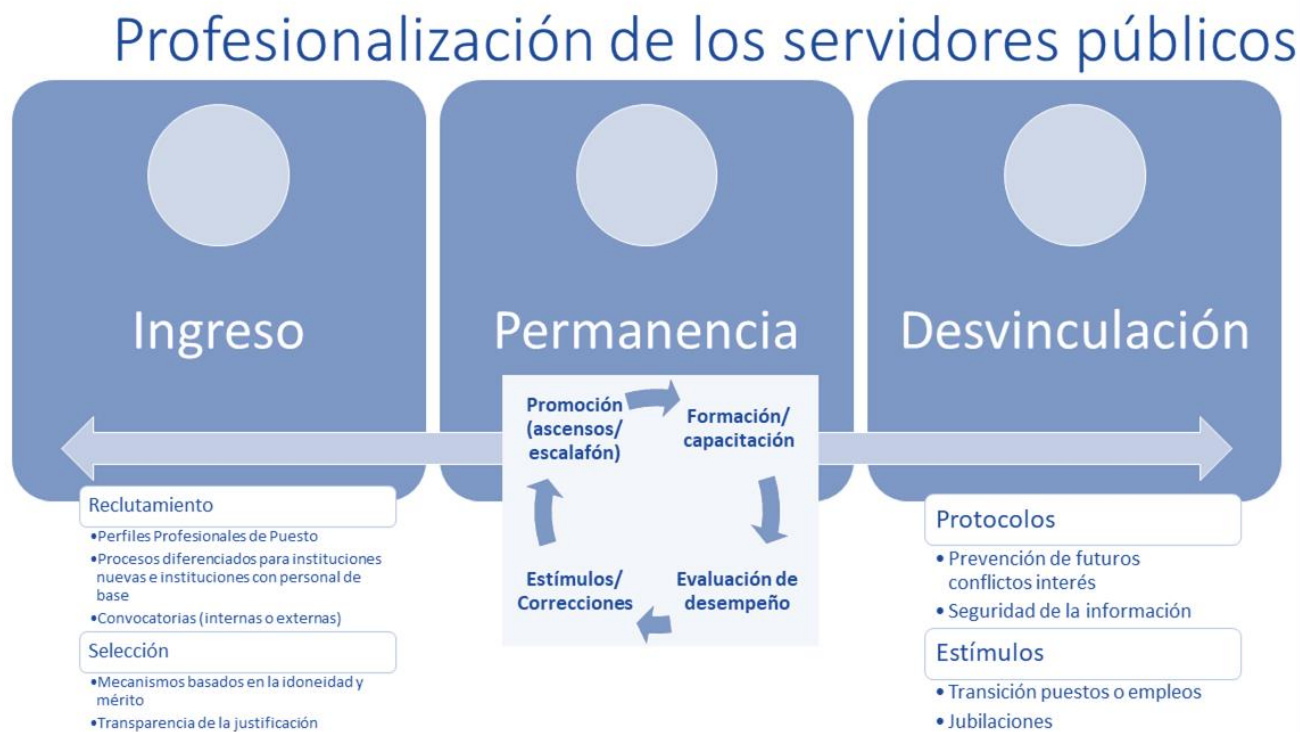 Profesionalización de los servidores públicos
Ingreso
Reclutamiento
•Perfiles Profesionales de Puesto
•Procesos diferenciados para instituciones
nuevas e instituciones con personal de
base
•Convocatorias (internas o externas)
Selección
•Mecanismos basados en la idoneidad y
mérito
•Transparencia de la justificación
Permanencia
Promoción
(ascensos/
escalafón)
Formación/
capacitación
Evaluación de
desempeño
Estímulos/
Correcciones
Desvinculación
Protocolos
• Prevención de futuros
conflictos interés
• Seguridad de la información
Estímulos
• Transición puestos o empleos
• Jubilaciones